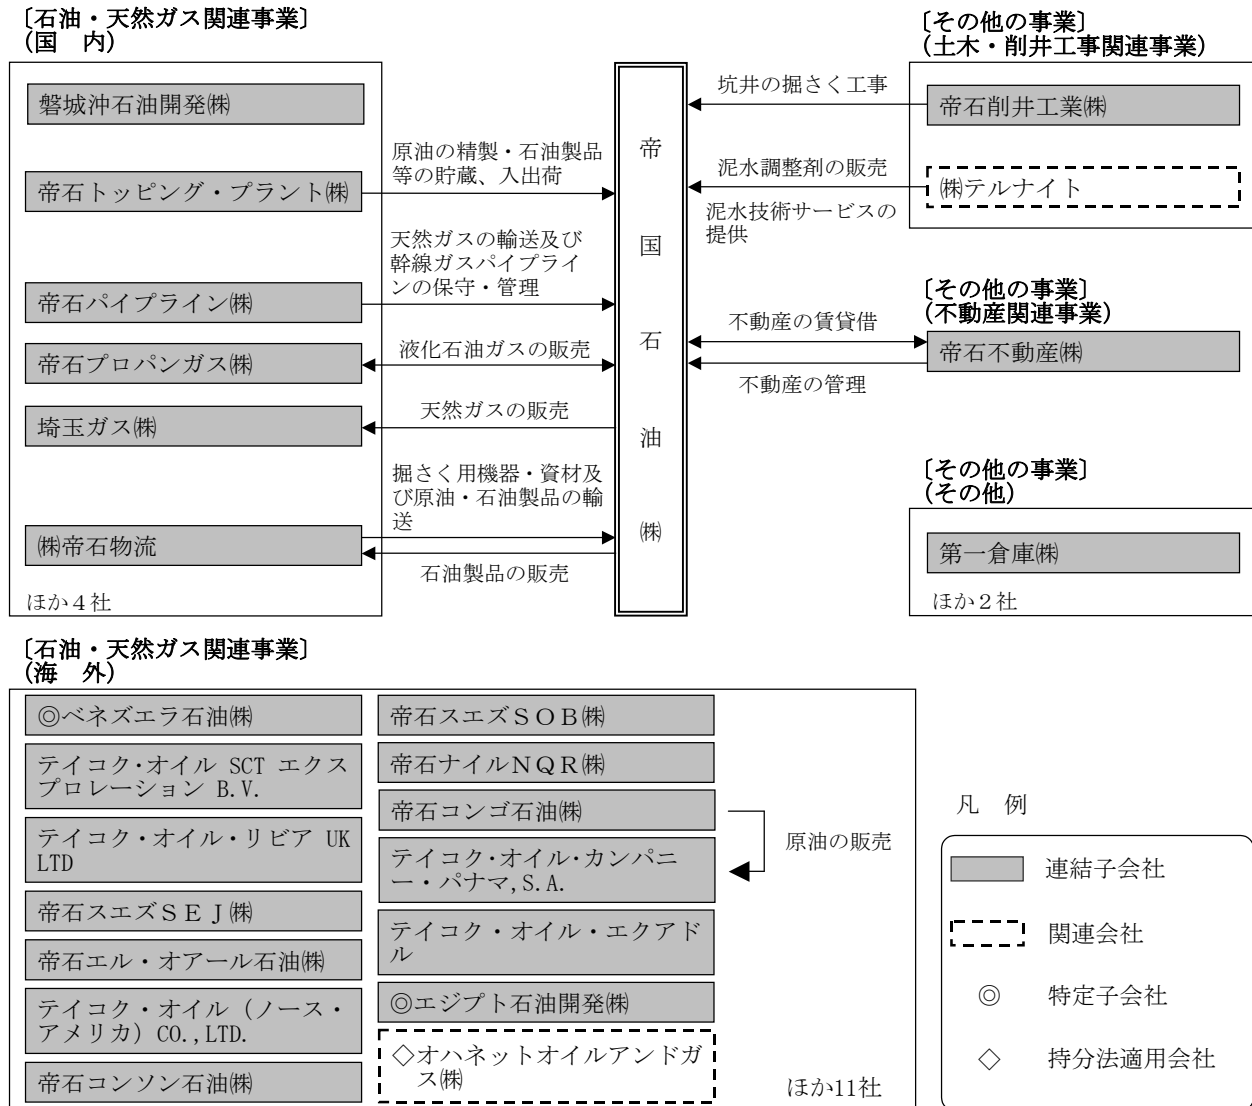 〔石油・天然ガス関連事業〕
(国　内)
磐城沖石油開発㈱
帝石トッピング・プラント㈱
帝石パイプライン㈱
帝石プロパンガス㈱
埼玉ガス㈱
㈱帝石物流
ほか４社
原油の精製・石油製品
等の貯蔵、入出荷
天然ガスの輸送及び
幹線ガスパイプライ
ンの保守・管理
液化石油ガスの販売
天然ガスの販売
掘さく用機器・資材及
び原油・石油製品の輸
送
石油製品の販売
帝
国
石
油
㈱
坑井の掘さく工事
泥水調整剤の販売
泥水技術サービスの
提供
不動産の賃貸借
不動産の管理
〔その他の事業〕
(土木・削井工事関連事業)
帝石削井工業㈱
㈱テルナイト
〔その他の事業〕
(不動産関連事業)
帝石不動産㈱
〔その他の事業〕
(その他)
第一倉庫㈱
ほか２社
〔石油・天然ガス関連事業〕
(海　外)
◎ベネズエラ石油㈱
テイコク・オイル SCT エクス
プロレーション B.V.
テイコク・オイル・リビア UK
LTD
帝石スエズＳＥＪ㈱
帝石エル・オアール石油㈱
テイコク・オイル（ノース・
アメリカ）CO.,LTD.
帝石コンソン石油㈱
帝石スエズＳＯＢ㈱
帝石ナイルＮＱＲ㈱
帝石コンゴ石油㈱
テイコク・オイル・カンパニ
ー・パナマ,S.A.
テイコク・オイル・エクアド
ル
◎エジプト石油開発㈱
◇オハネットオイルアンドガ
ス㈱
原油の販売
ほか11社
凡　例
連結子会社
関連会社
◎　特定子会社
◇　持分法適用会社